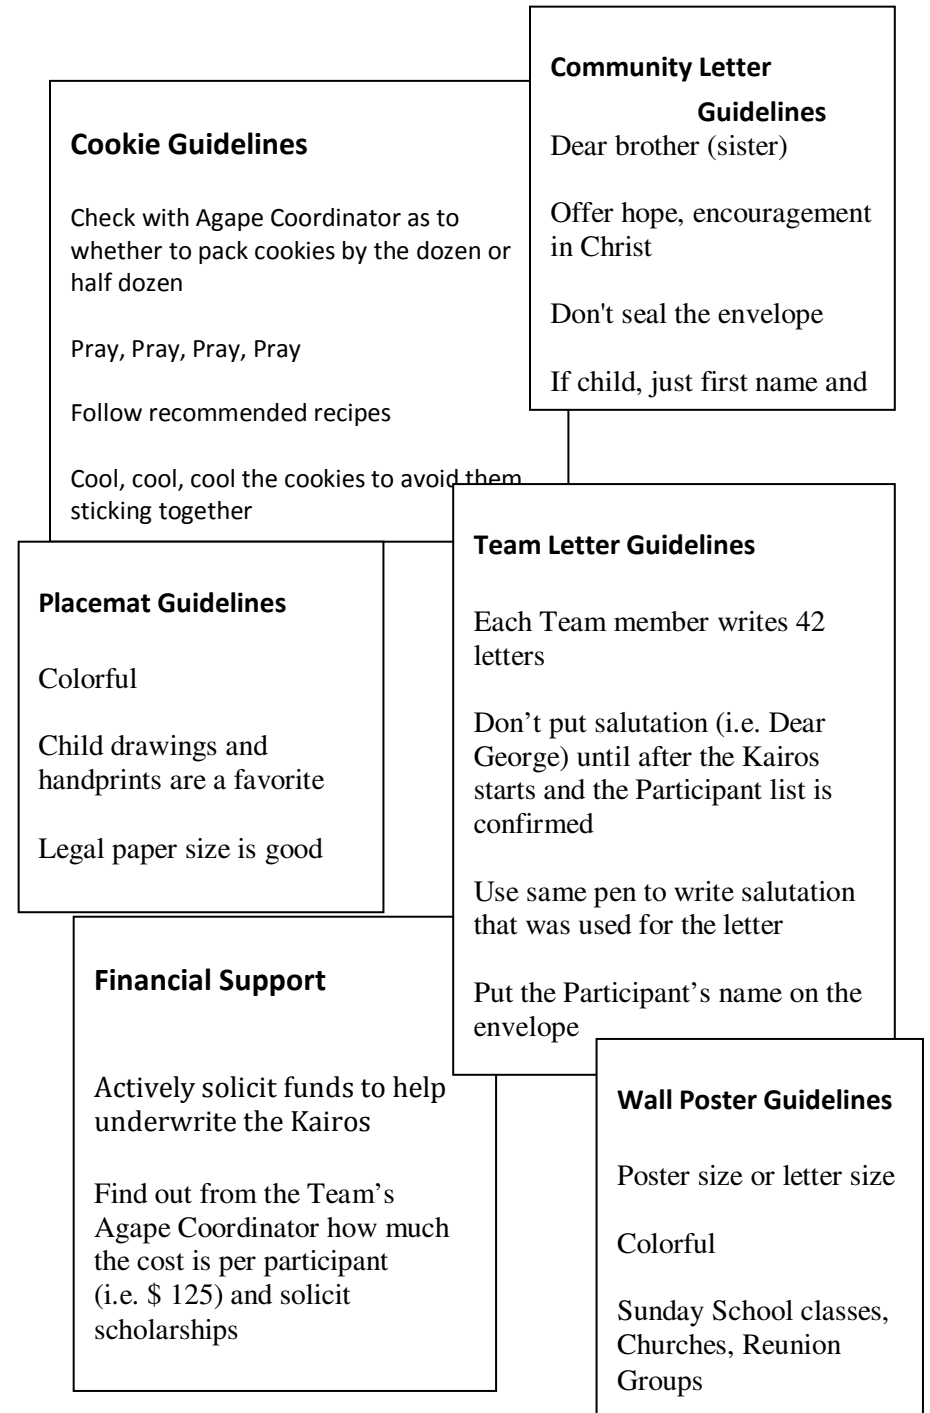 Community Letter
Guidelines
Dear brother (sister)
Offer hope, encouragement
in Christ
Don't seal the envelope
If child, just first name and
Cookie Guidelines
Check with Agape Coordinator as to
whether to pack cookies by the dozen or
half dozen
Pray, Pray, Pray, Pray
Follow recommended recipes
Cool, cool, cool the cookies to avoid them
sticking together
Team Letter Guidelines
Each Team member writes 42
letters
Don’t put salutation (i.e. Dear
George) until after the Kairos
starts and the Participant list is
confirmed
Use same pen to write salutation
that was used for the letter
Put the Participant’s name on the
envelope
Placemat Guidelines
Colorful
Child drawings and
handprints are a favorite
Legal paper size is good
Financial Support
Actively solicit funds to help
underwrite the Kairos
Find out from the Team’s
Agape Coordinator how much
the cost is per participant
(i.e. $ 125) and solicit
scholarships
Wall Poster Guidelines
Poster size or letter size
Colorful
Sunday School classes,
Churches, Reunion
Groups